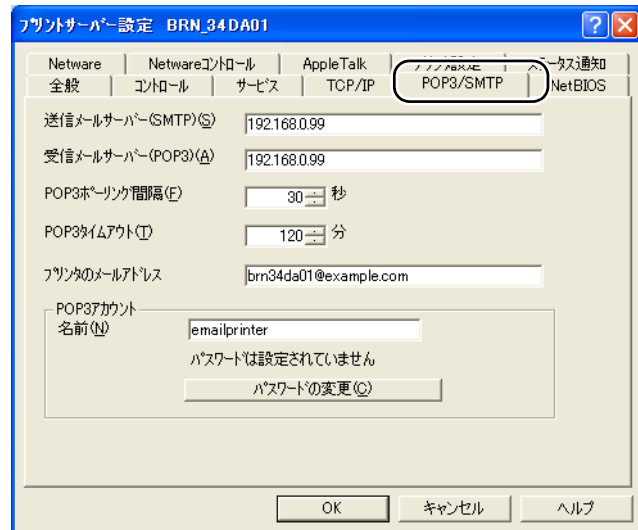 プリントサーバー設定 BRN_34DA01
Netware Netwareコントロール AppleTalk プリンタ設定 ステータス通知
全般 コントロール サービス TCP/IP POP3/SMTP NetBIOS
送信メールサーバー(SMTP)(S) 192.168.0.99
受信メールサーバー(POP3)(A) 192.168.0.99
POP3ポーリング間隔(F) 30 秒
POP3タイムアウト(T) 120 分
プリンタのメールアドレス brn34da01@example.com
POP3アカウント
名前(N) emailprinter
パスワードは設定されていません
パスワードの変更(C)
OK キャンセル ヘルプ